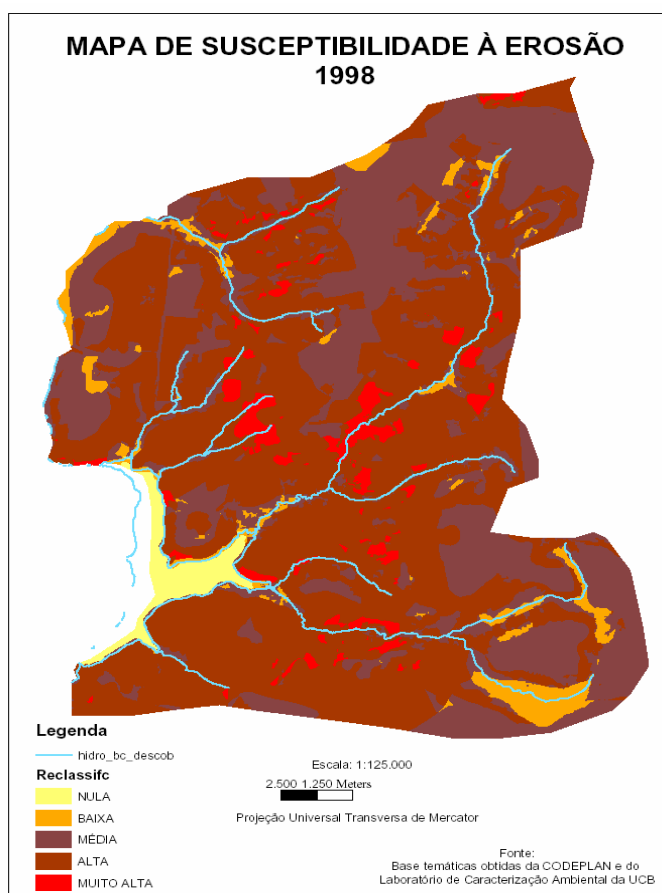 MAPA DE SUSCEPTIBILIDADE À EROSÃO
1998
Legenda
hidro_bc_descob
Reclassifc
NULA
BAIXA
MÉDIA
ALTA
MUITO ALTA
Escala: 1:125.000
2.500 1.250 Meters
Projeção Universal Transversa de Mercator
Fonte:
Base temáticas obtidas da CODEPLAN e do
Laboratório de Caracterização Ambiental da UCB